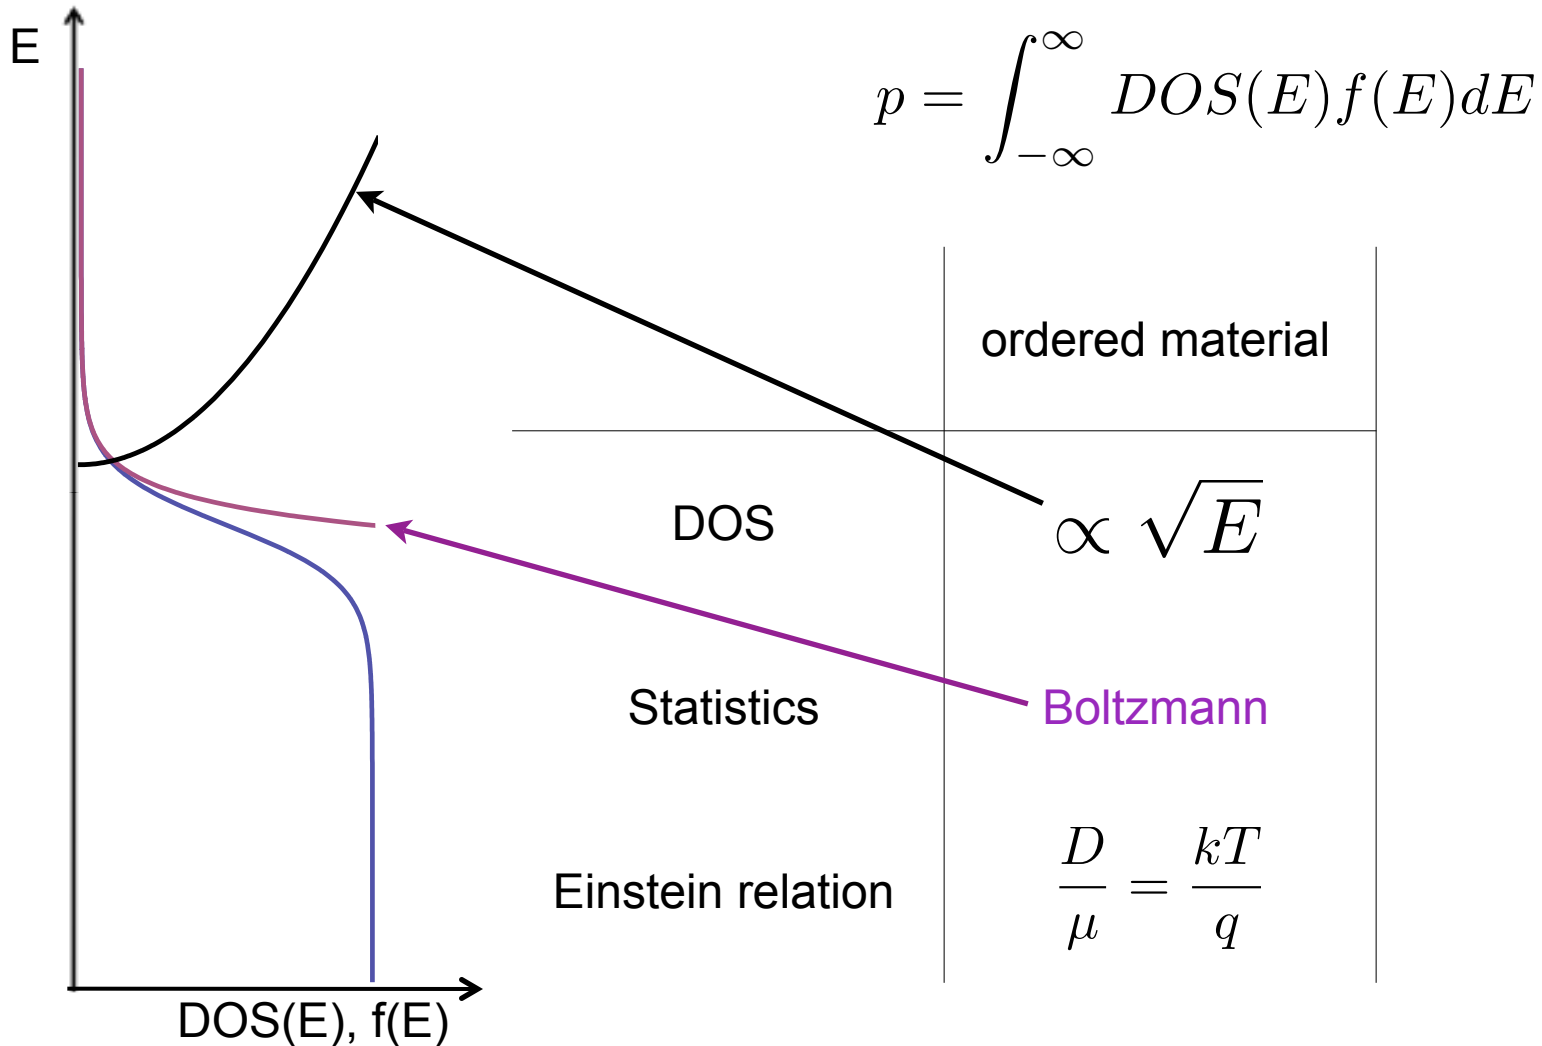 E
p = ∫_{-∞}^{∞} DOS(E)f(E)dE
ordered material
DOS
∝ √E
Statistics
Boltzmann
Einstein relation
D/μ = kT/q
DOS(E), f(E)